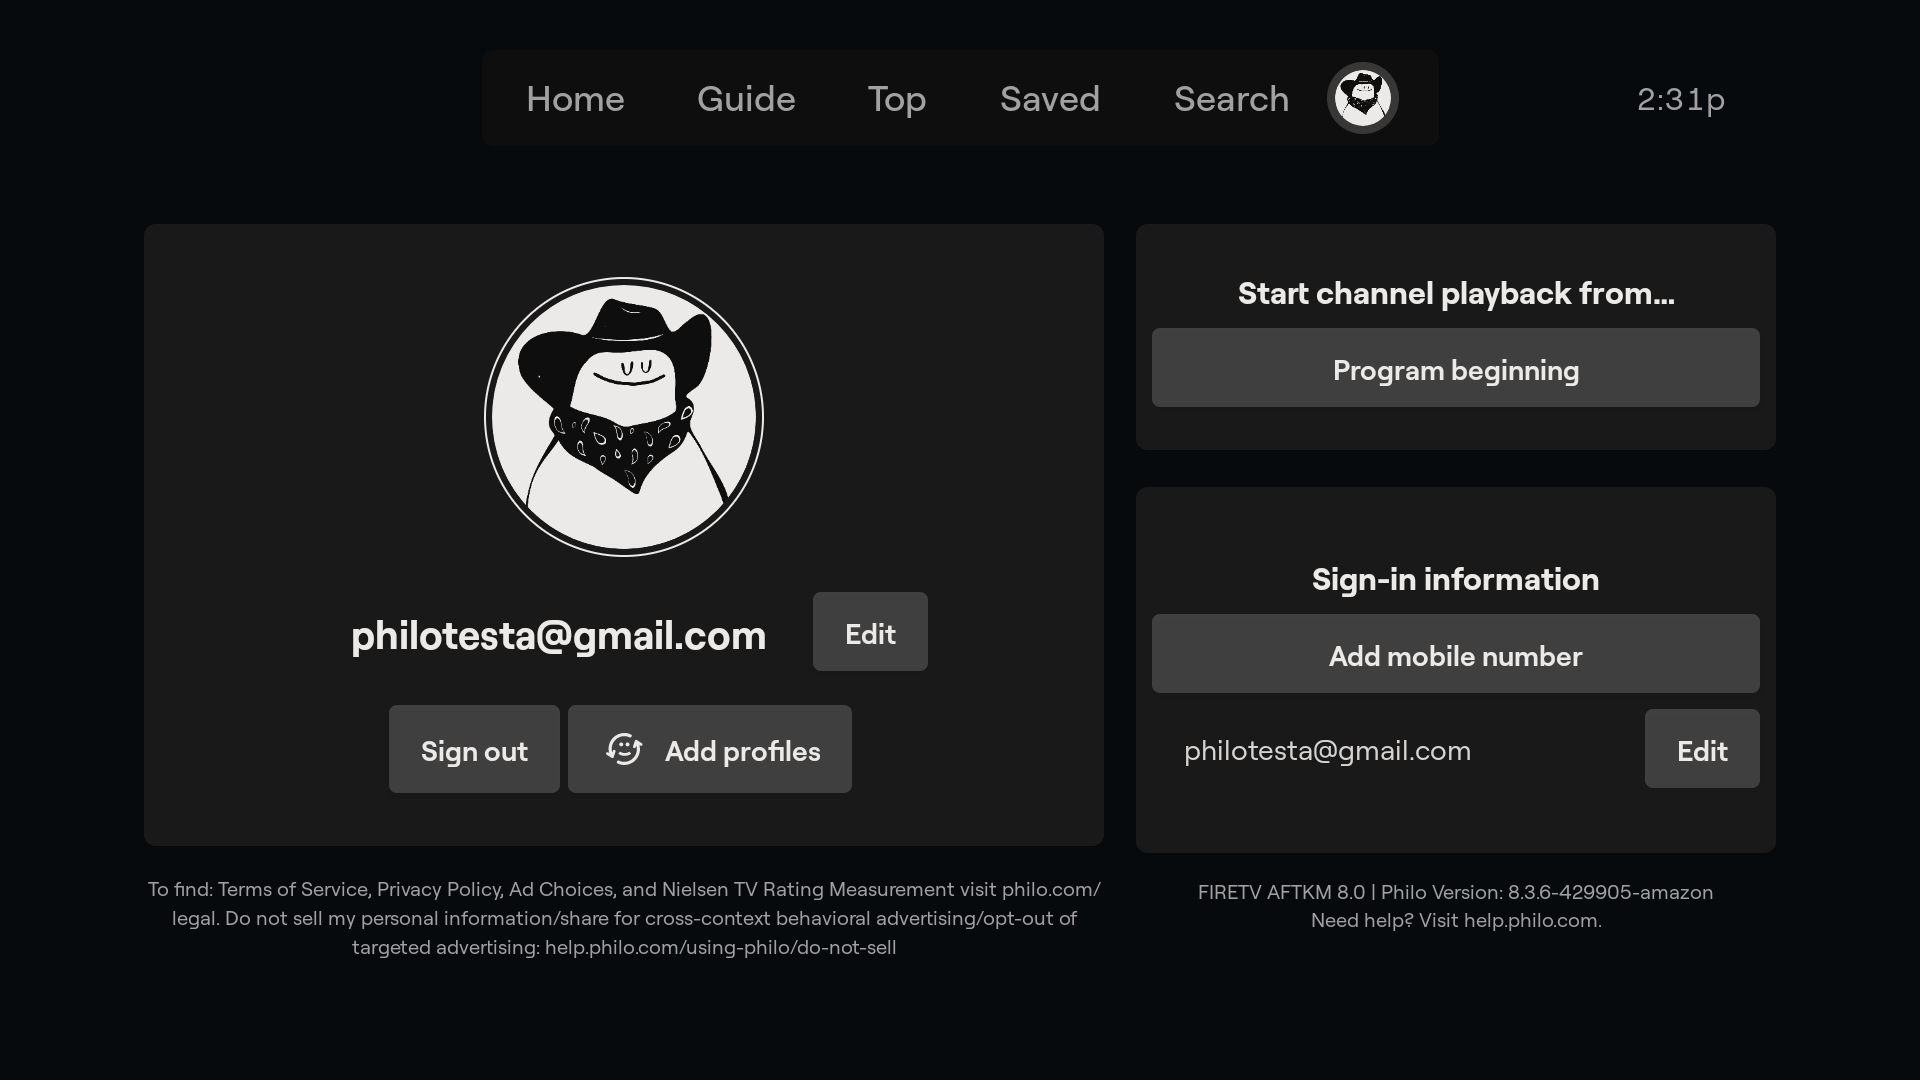 Home Guide Top Saved Search
2:31p
philotesta@gmail.com
Edit
Sign out
Add profiles
Start channel playback from...
Program beginning
Sign-in information
Add mobile number
philotesta@gmail.com
Edit
To find: Terms of Service, Privacy Policy, Ad Choices, and Nielsen TV Rating Measurement visit philo.com/
legal. Do not sell my personal information/share for cross-context behavioral advertising/opt-out of
targeted advertising: help.philo.com/using-philo/do-not-sell
FIRETV AFTKM 8.0 | Philo Version: 8.3.6-429905-amazon
Need help? Visit help.philo.com.